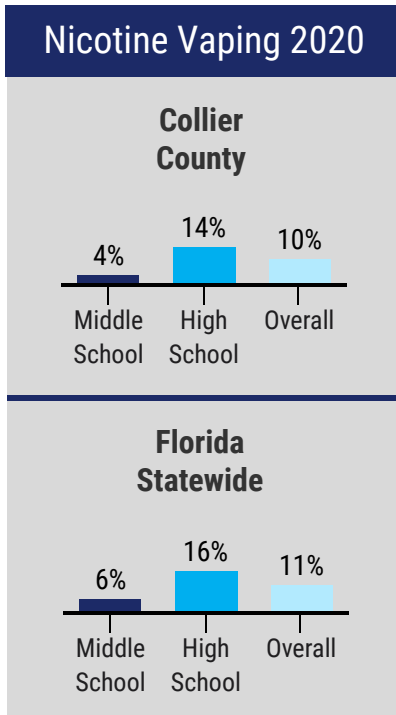 Nicotine Vaping 2020
Collier
County
4%
14%
10%
Middle
School
High
School
Overall
Florida
Statewide
6%
16%
11%
Middle
School
High
School
Overall